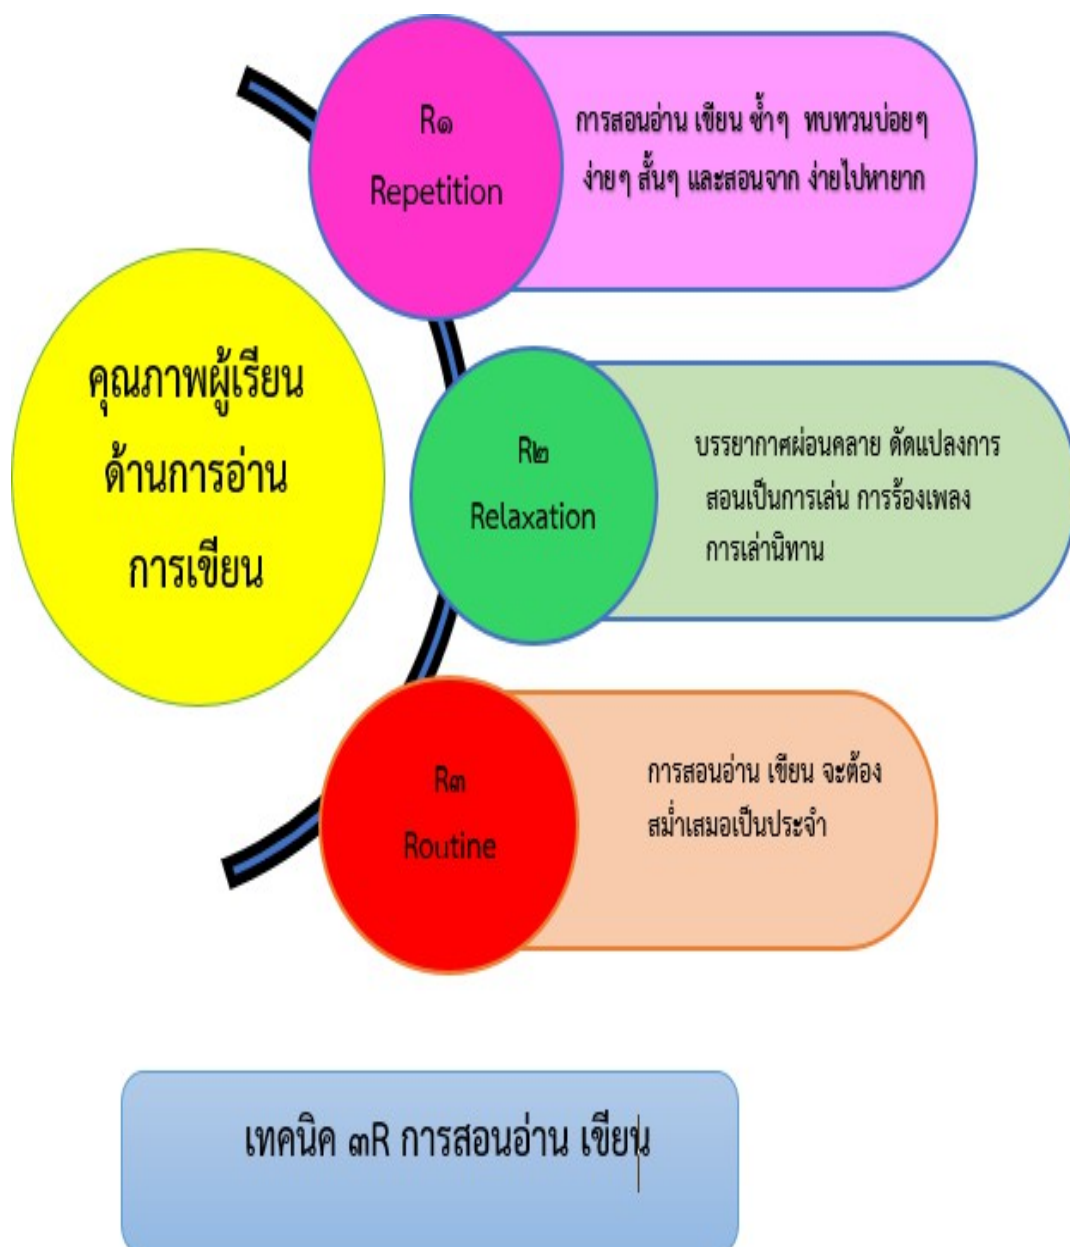 R๑
Repetition
การสอนอ่าน เขียน ซ้ำๆ  ทบทวนบ่อยๆ
ง่ายๆ สั้นๆ และสอนจาก ง่ายไปหายาก
คุณภาพผู้เรียน
ด้านการอ่าน
การเขียน
R๒
Relaxation
บรรยากาศผ่อนคลาย ดัดแปลงการ
สอนเป็นการเล่น การร้องเพลง
การเล่านิทาน
R๓
Routine
การสอนอ่าน เขียน จะต้อง
สม่ำเสมอเป็นประจำ
เทคนิค ๓R การสอนอ่าน เขียน